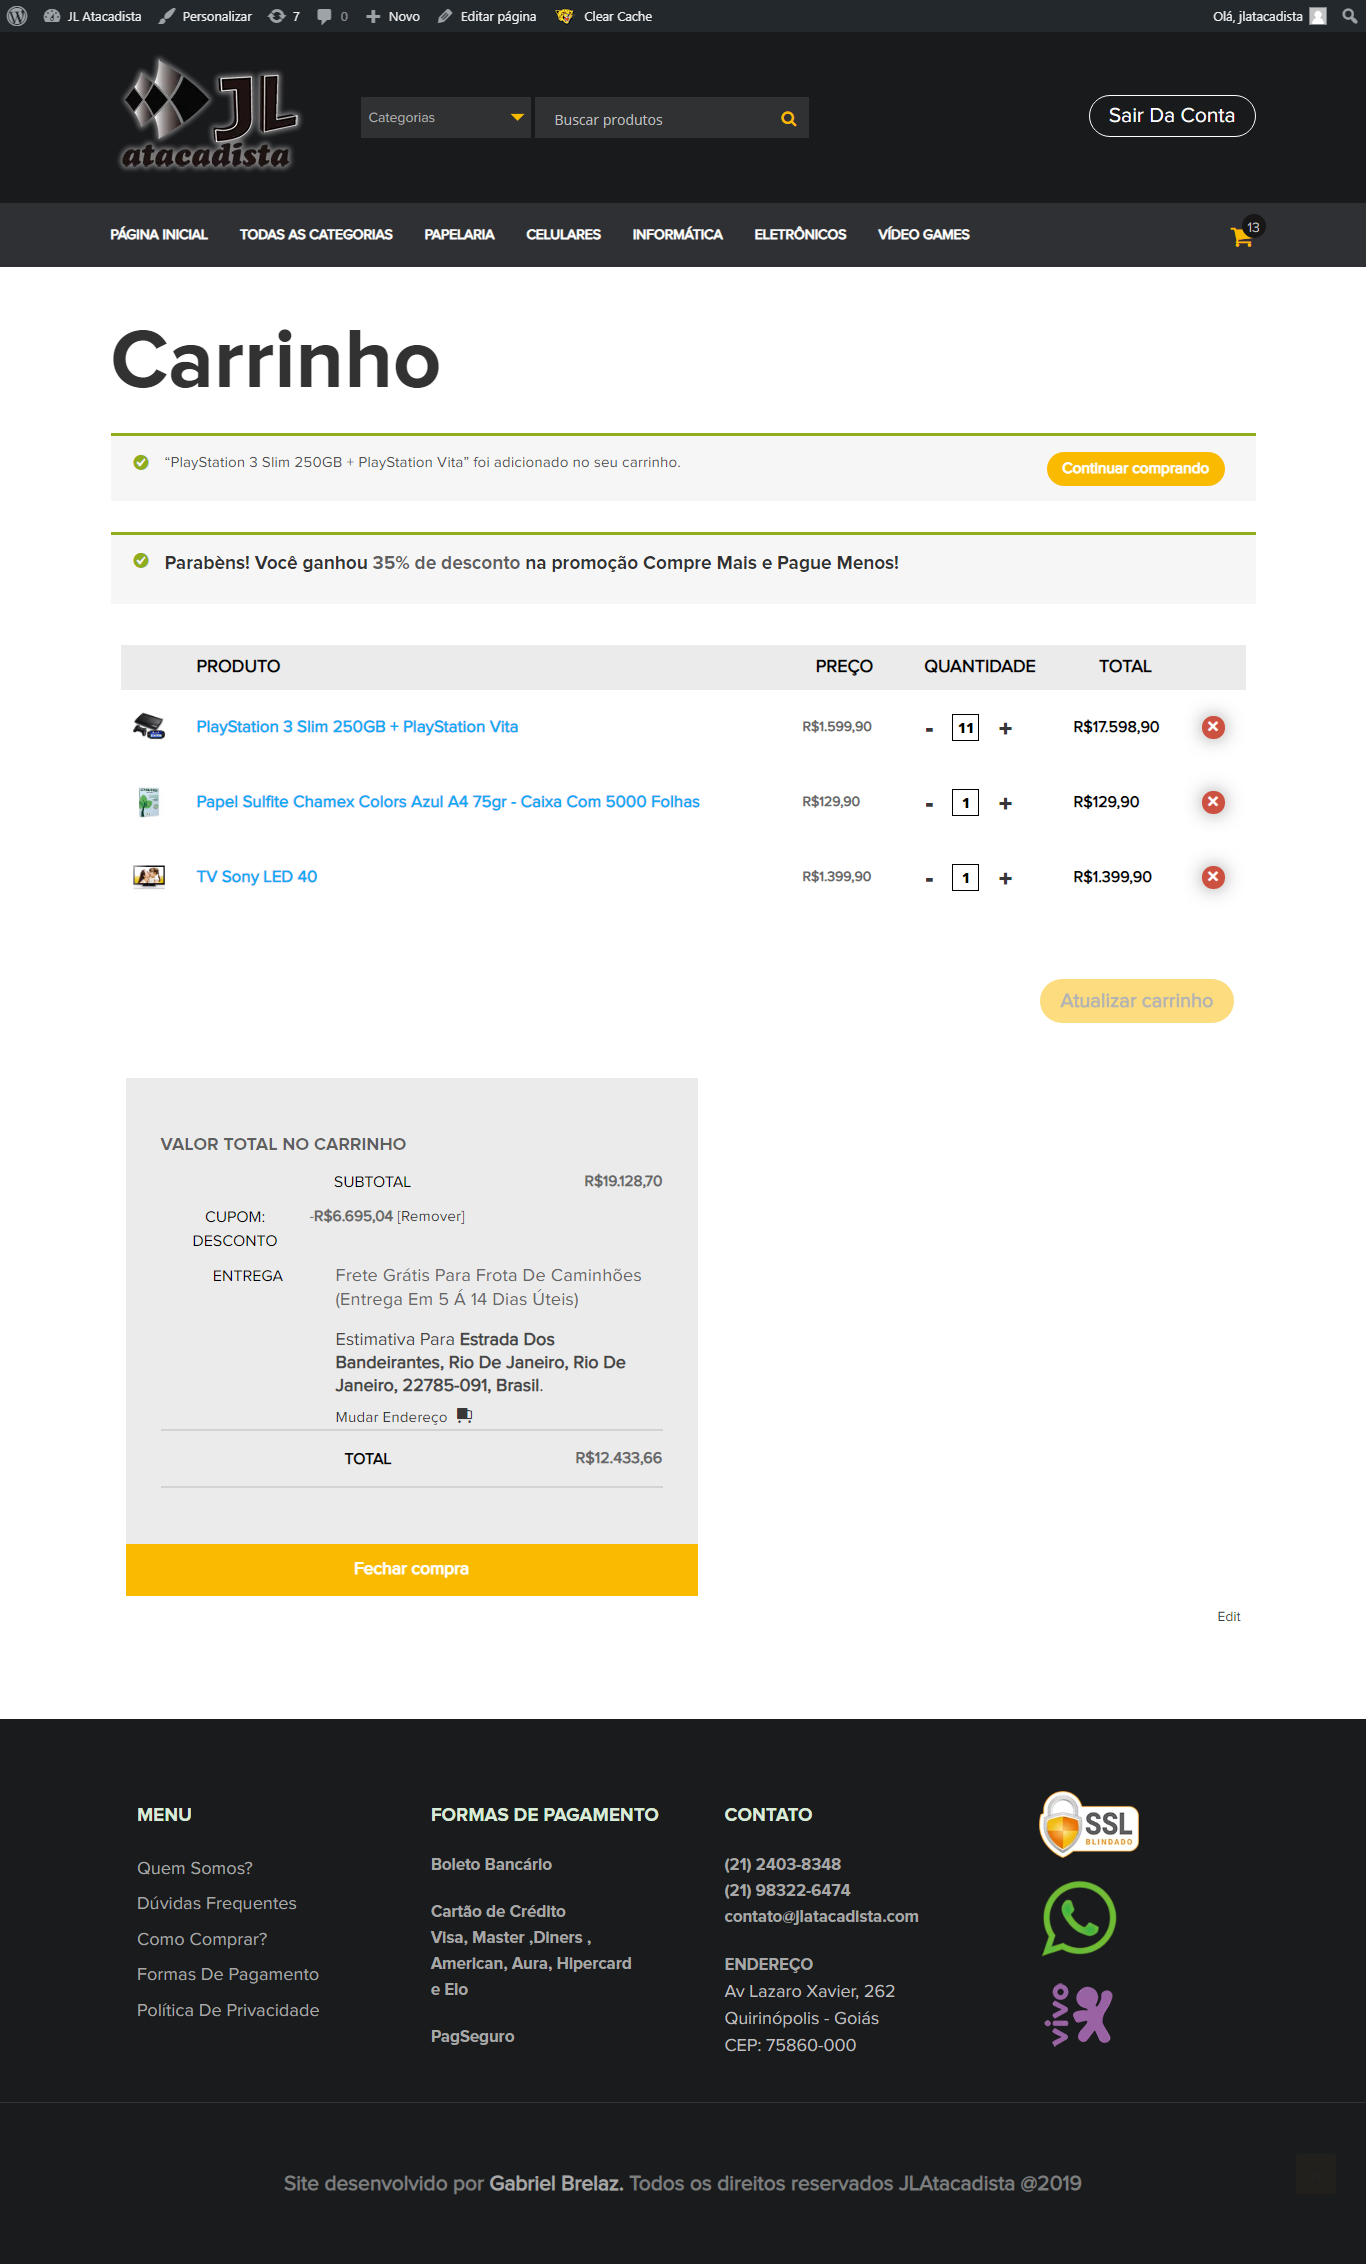 JL Atacadista Personalizar 7 0 Novo Editar página Clear Cache Olá, jlatacadista
JL
atacadista
Categorias Buscar produtos Sair Da Conta
PÁGINA INICIAL TODAS AS CATEGORIAS PAPELARIA CELULARES INFORMÁTICA ELETRÔNICOS VÍDEO GAMES 13
Carrinho
“PlayStation 3 Slim 250GB + PlayStation Vita” foi adicionado no seu carrinho. Continuar comprando
Parabèns! Você ganhou 35% de desconto na promoção Compre Mais e Pague Menos!
PRODUTO PREÇO QUANTIDADE TOTAL
PlayStation 3 Slim 250GB + PlayStation Vita R$1.599,90 - 11 + R$17.598,90
Papel Sulfite Chamex Colors Azul A4 75gr - Caixa Com 5000 Folhas R$129,90 - 1 + R$129,90
TV Sony LED 40 R$1.399,90 - 1 + R$1.399,90
Atualizar carrinho
VALOR TOTAL NO CARRINHO
SUBTOTAL R$19.128,70
CUPOM: -R$6.695,04 [Remover]
DESCONTO
ENTREGA Frete Grátis Para Frota De Caminhões
(Entrega Em 5 Á 14 Dias Úteis)
Estimativa Para Estrada Dos
Bandeirantes, Rio De Janeiro, Rio De
Janeiro, 22785-091, Brasil.
Mudar Endereço
TOTAL R$12.433,66
Fechar compra
Edit
MENU
Quem Somos?
Dúvidas Frequentes
Como Comprar?
Formas De Pagamento
Política De Privacidade
FORMAS DE PAGAMENTO
Boleto Bancário
Cartão de Crédito
Visa, Master ,Diners ,
American, Aura, Hipercard
e Elo
PagSeguro
CONTATO
(21) 2403-8348
(21) 98322-6474
contato@jlatacadista.com
ENDEREÇO
Av Lazaro Xavier, 262
Quirinópolis - Goiás
CEP: 75860-000
SSL
BLINDADO
vivo
Site desenvolvido por Gabriel Brelaz. Todos os direitos reservados JLAtacadista @2019